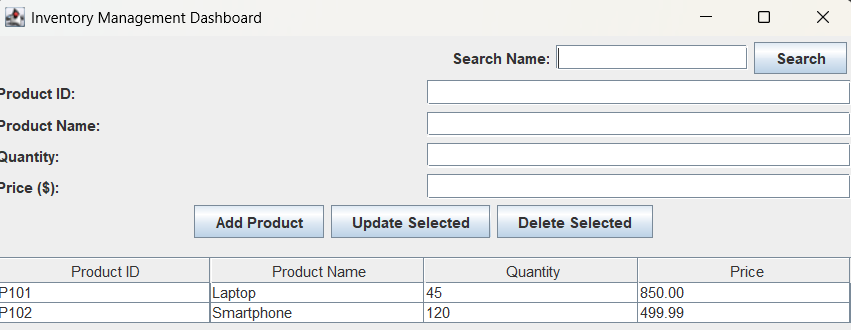 Inventory Management Dashboard
Search Name: Search
Product ID:
Product Name:
Quantity:
Price ($):
Add Product Update Selected Delete Selected
Product ID Product Name Quantity Price
P101 Laptop 45 850.00
P102 Smartphone 120 499.99